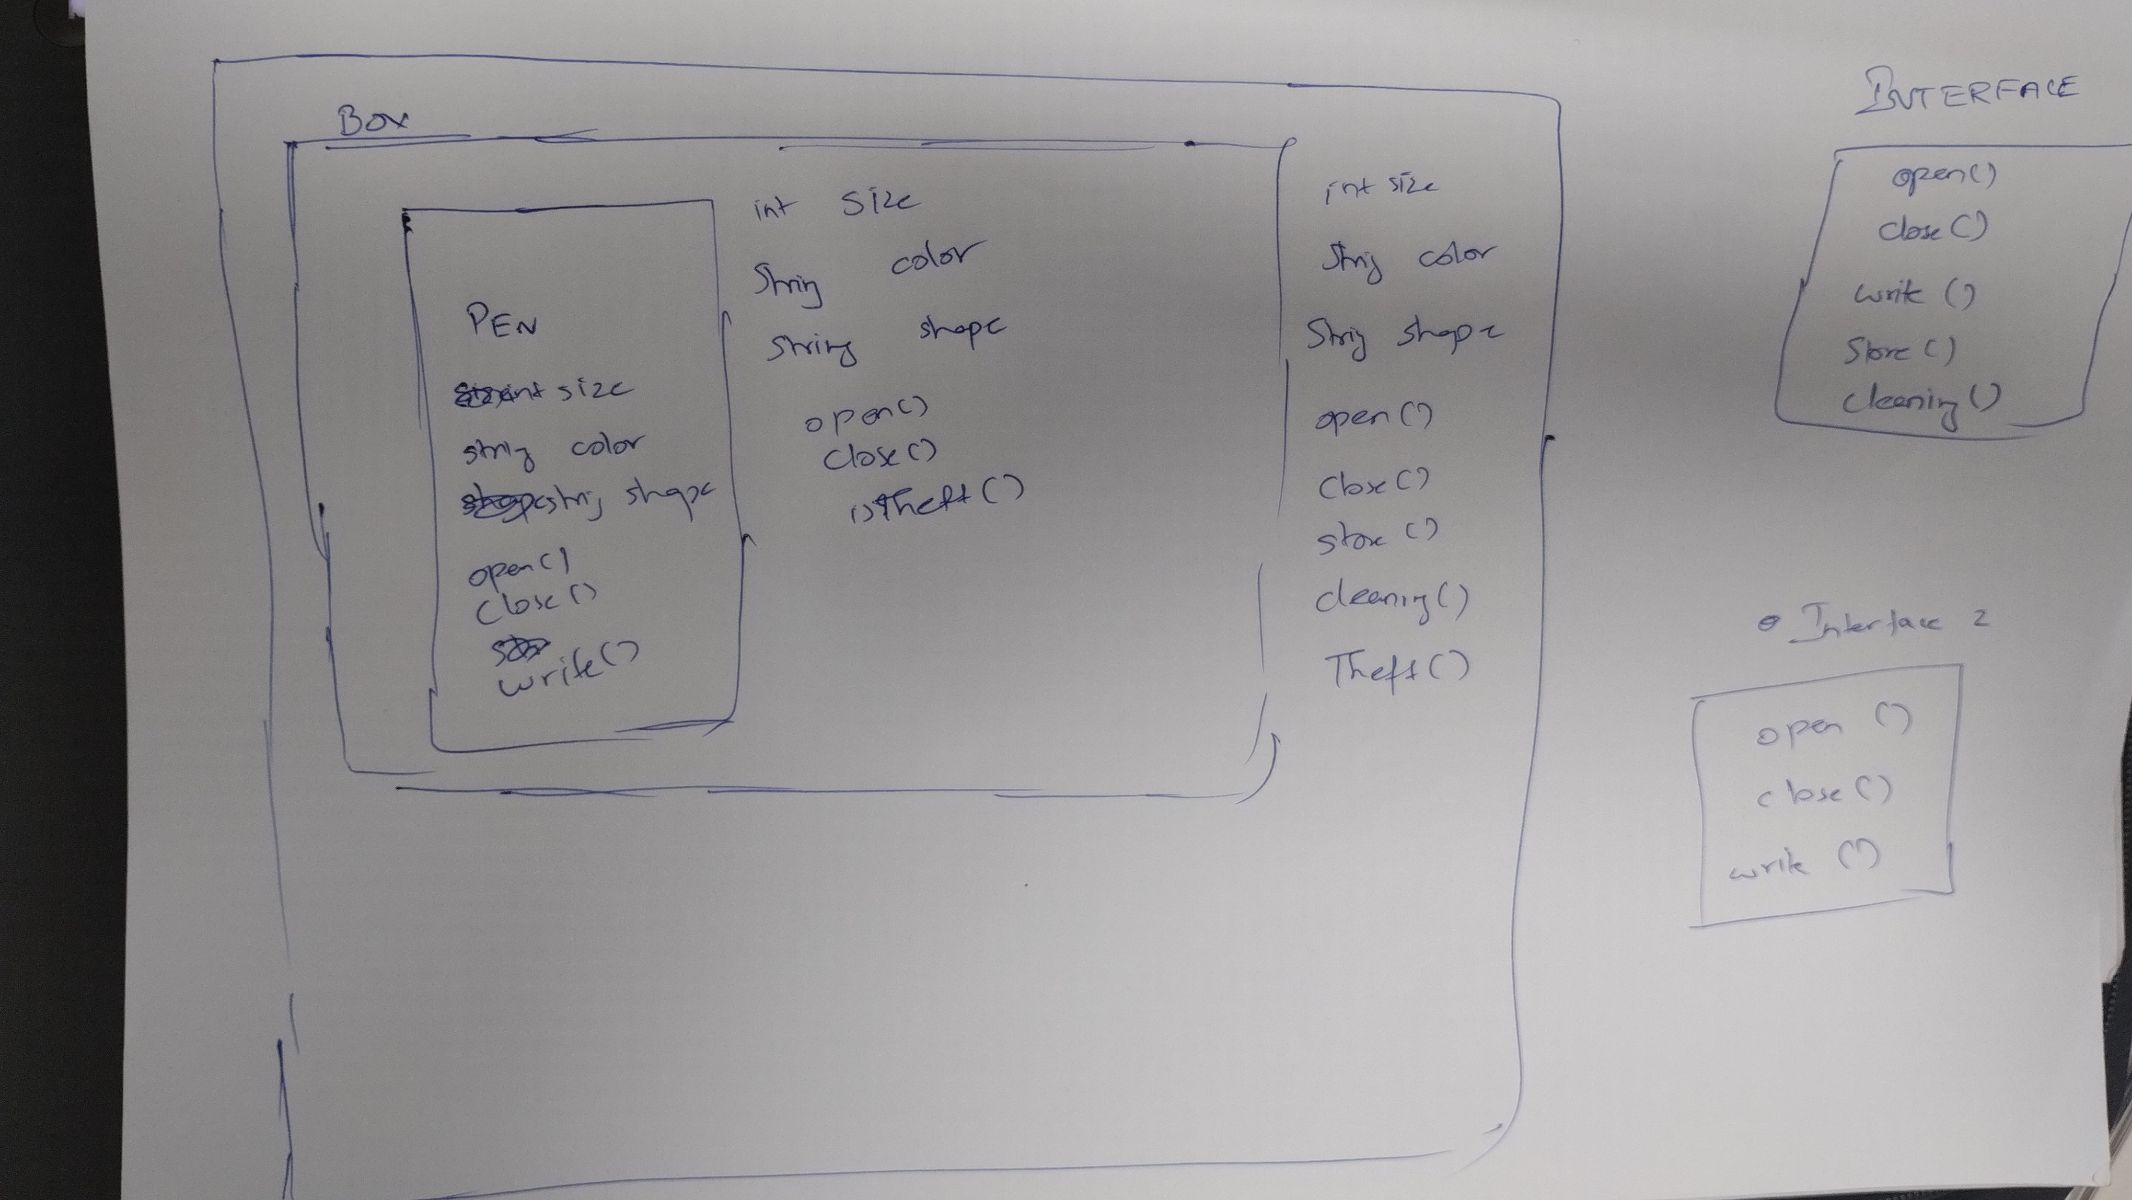 Box
PEN
int size
string color
string shape
open()
close()
write()
int size
String color
String shape
open()
close()
isTheft()
int size
String color
String shape
open()
close()
store()
cleaning()
Theft()
INTERFACE
open()
close()
write()
Store()
cleaning()
Interface 2
open()
close()
write()